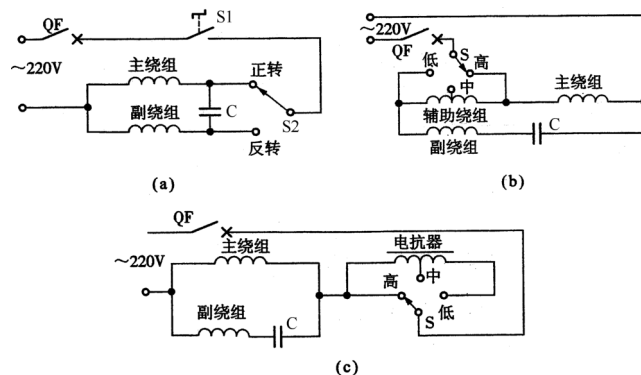 QF
S1
～220V
主绕组
正转
C
副绕组
S2
反转
(a)
～220V
QF
S
低
高
中
主绕组
辅助绕组
C
副绕组
(b)
QF
主绕组
电抗器
～220V
高
中
副绕组
C
S
低
(c)